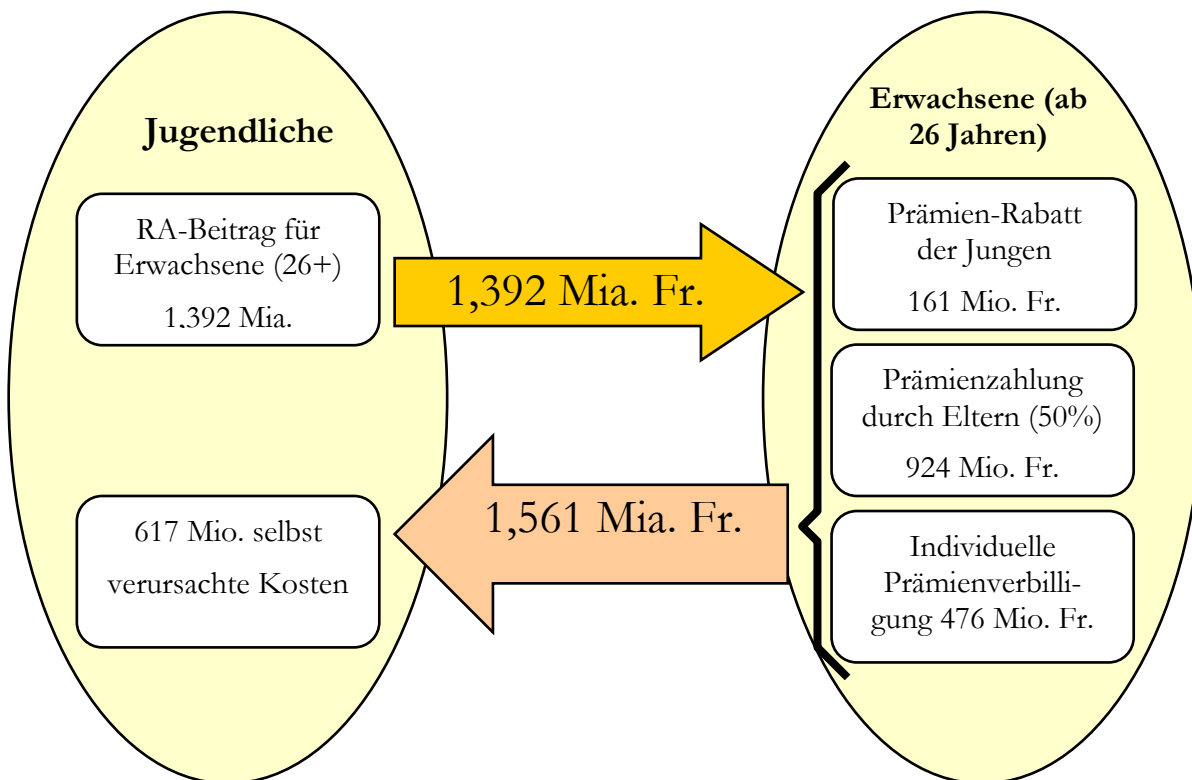 Jugendliche
RA-Beitrag für
Erwachsene (26+)
1,392 Mia.
617 Mio. selbst
verursachte Kosten
1,392 Mia. Fr.
1,561 Mia. Fr.
Erwachsene (ab
26 Jahren)
Prämien-Rabatt
der Jungen
161 Mio. Fr.
Prämienzahlung
durch Eltern (50%)
924 Mio. Fr.
Individuelle
Prämienverbilli-
gung 476 Mio. Fr.